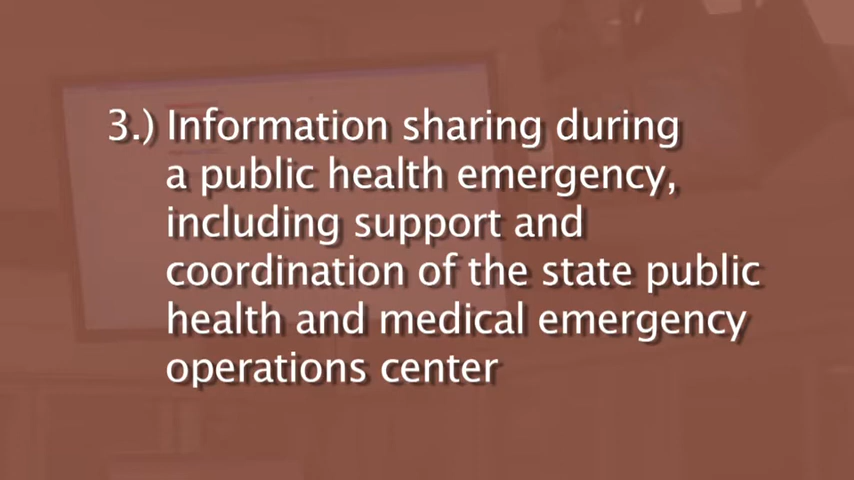 3.) Information sharing during
a public health emergency,
including support and
coordination of the state public
health and medical emergency
operations center